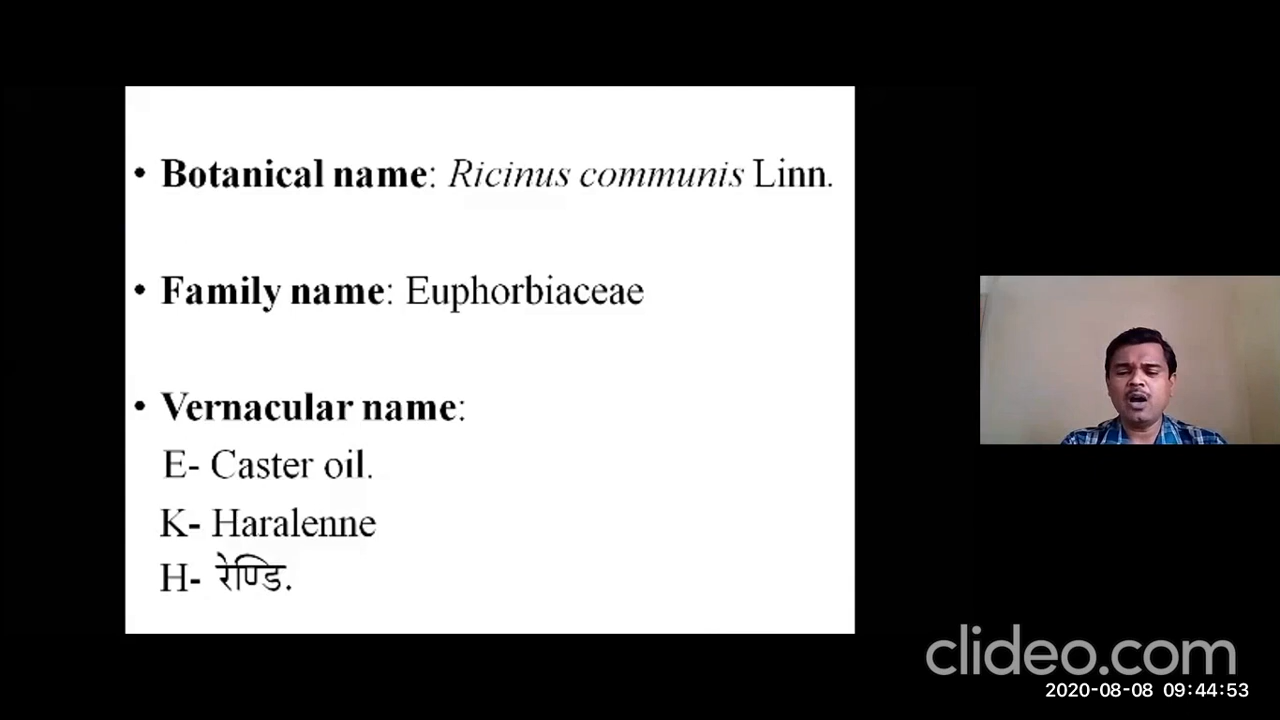 • Botanical name: Ricinus communis Linn.
• Family name: Euphorbiaceae
• Vernacular name:
E- Caster oil.
K- Haralenne
H- रेण्डि.
clideo.com
2020-08-08 09:44:53